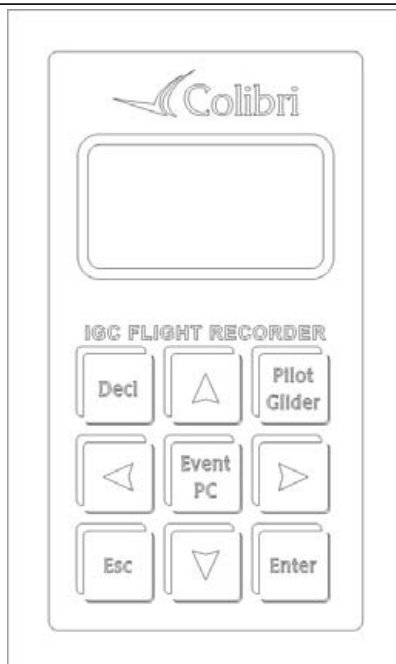 Colibri
IGC FLIGHT RECORDER
Decl
Pilot
Glider
Event
PC
Esc
Enter